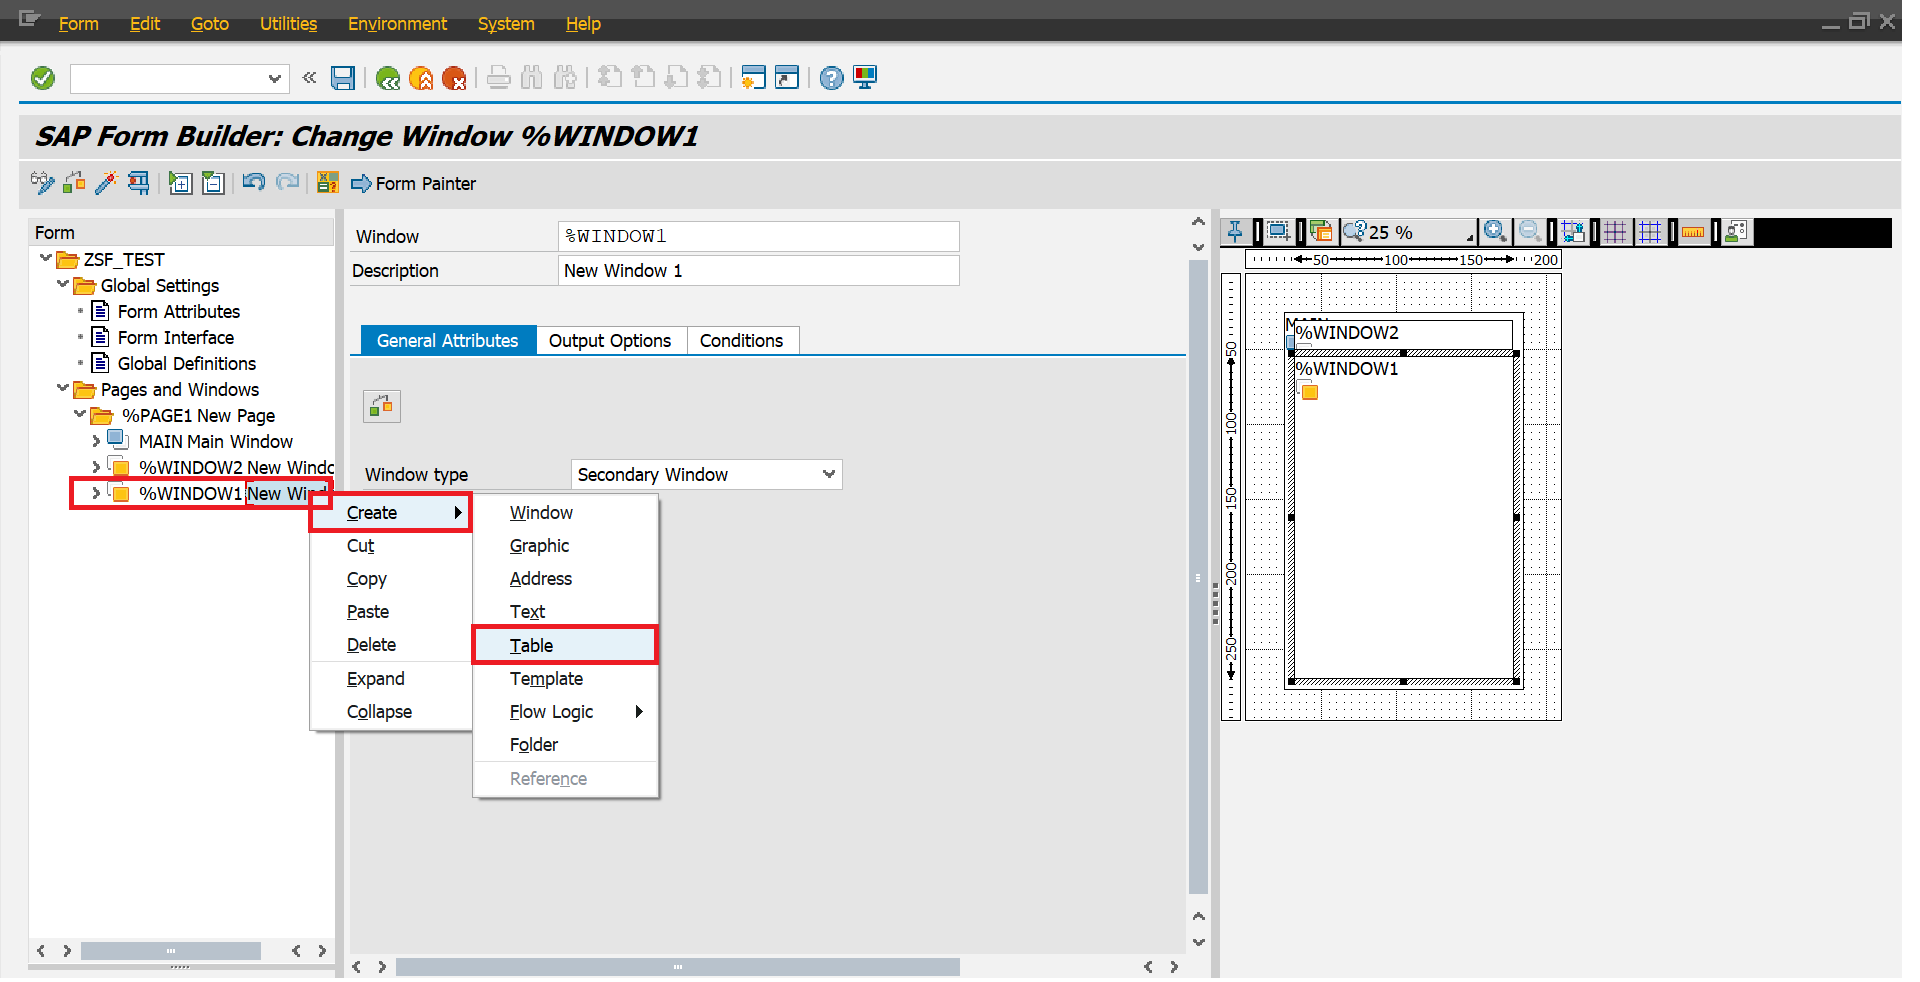 Form Edit Goto Utilities Environment System Help
SAP Form Builder: Change Window %WINDOW1
Form Painter
Form
ZSF_TEST
Global Settings
Form Attributes
Form Interface
Global Definitions
Pages and Windows
%PAGE1 New Page
MAIN Main Window
%WINDOW2 New Windo
%WINDOW1 New Wind
Window %WINDOW1
Description New Window 1
General Attributes Output Options Conditions
Window type Secondary Window
Create
Cut
Copy
Paste
Delete
Expand
Collapse
Window
Graphic
Address
Text
Table
Template
Flow Logic
Folder
Reference
25 %
50 100 150 200
50
100
150
200
250
MAIN
%WINDOW2
%WINDOW1